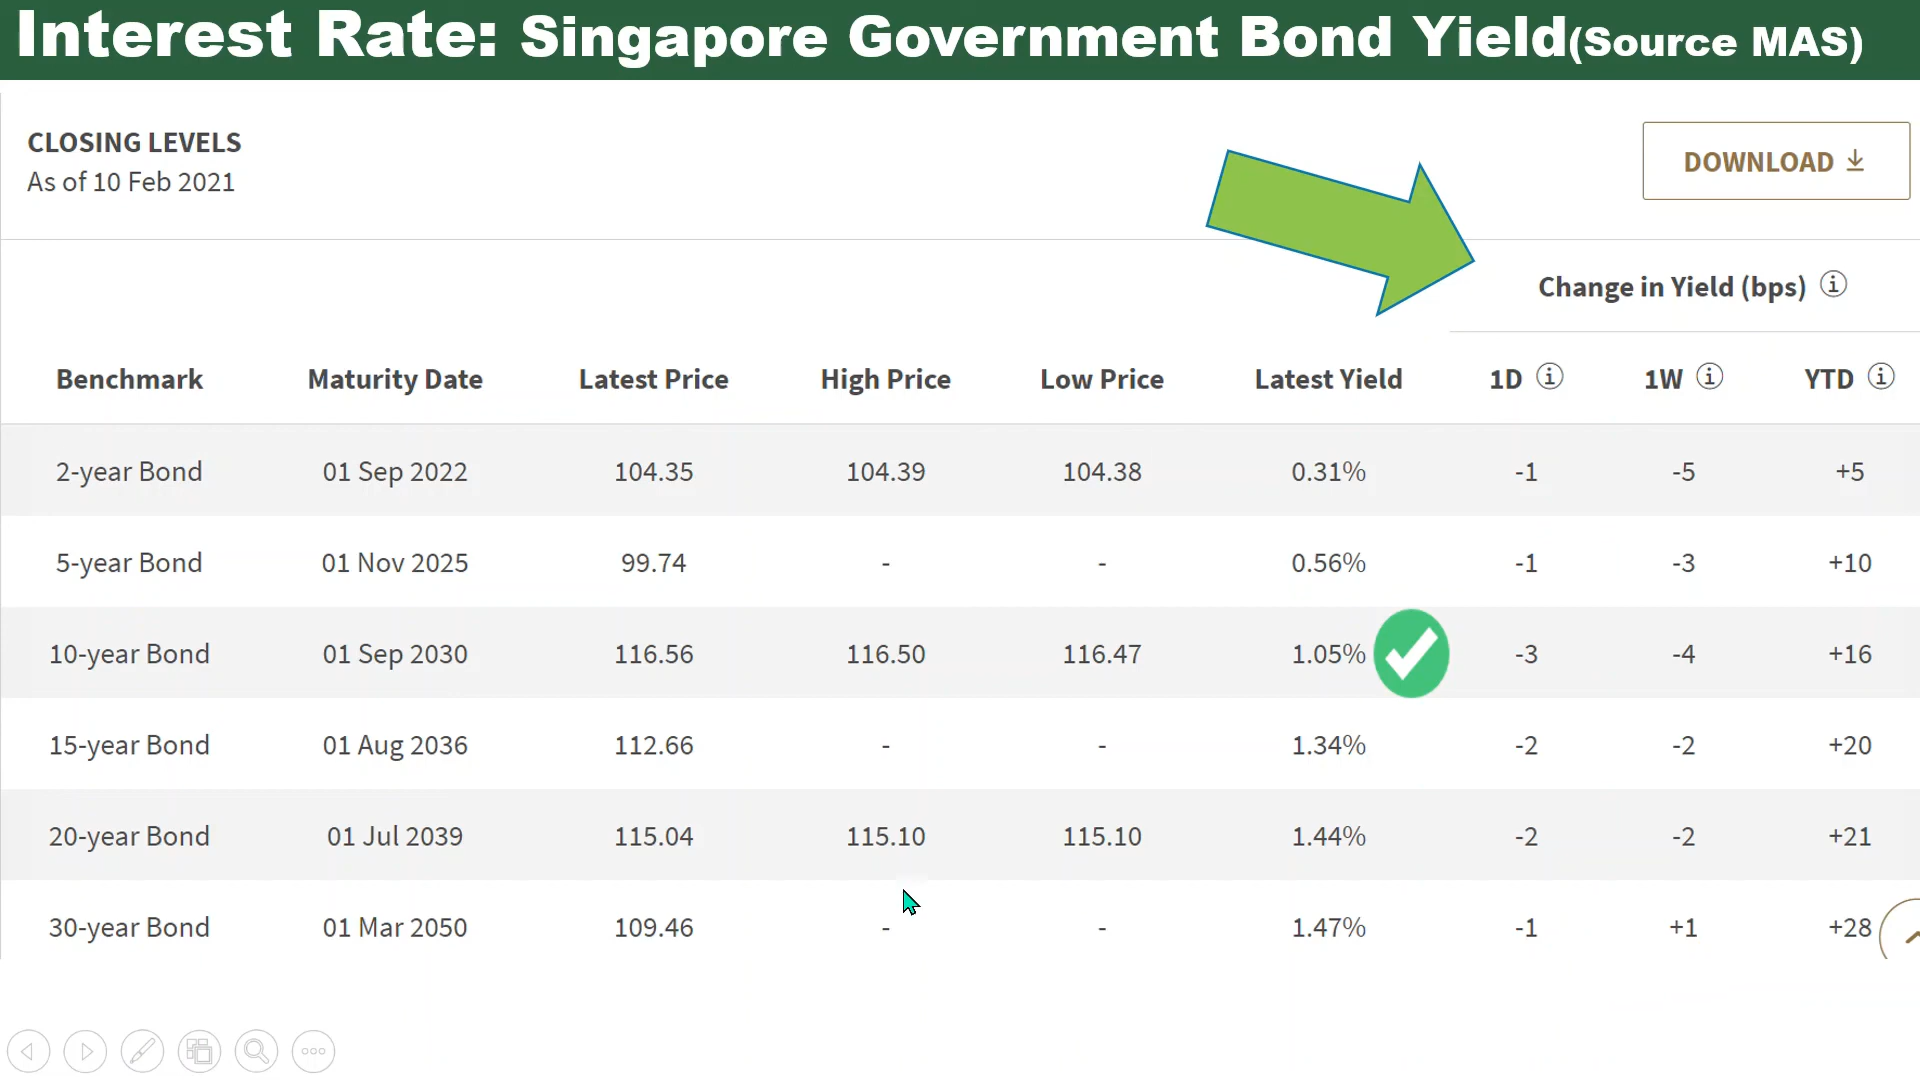 Interest Rate: Singapore Government Bond Yield(Source MAS)
CLOSING LEVELS
As of 10 Feb 2021
DOWNLOAD
Change in Yield (bps)
Benchmark Maturity Date Latest Price High Price Low Price Latest Yield 1D 1W YTD
2-year Bond 01 Sep 2022 104.35 104.39 104.38 0.31% -1 -5 +5
5-year Bond 01 Nov 2025 99.74 - - 0.56% -1 -3 +10
10-year Bond 01 Sep 2030 116.56 116.50 116.47 1.05% -3 -4 +16
15-year Bond 01 Aug 2036 112.66 - - 1.34% -2 -2 +20
20-year Bond 01 Jul 2039 115.04 115.10 115.10 1.44% -2 -2 +21
30-year Bond 01 Mar 2050 109.46 - - 1.47% -1 +1 +28